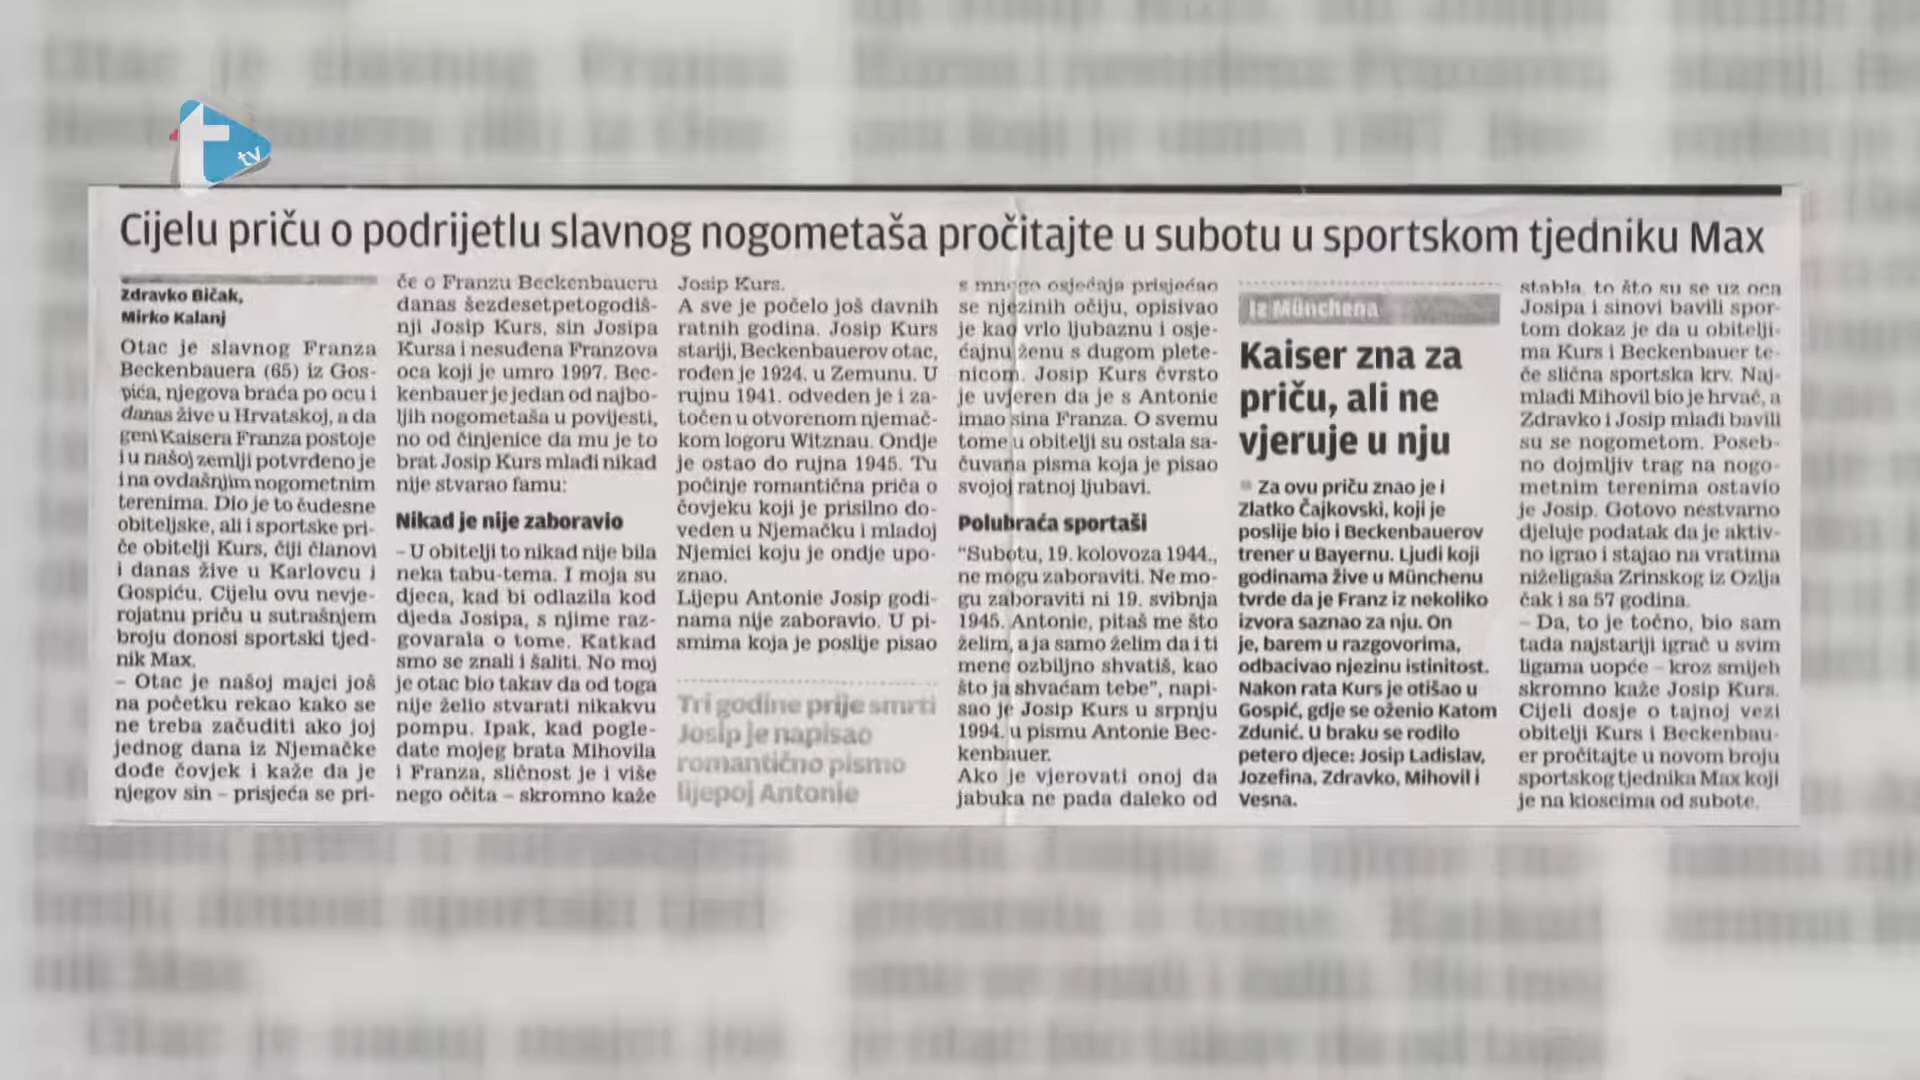 t
tv
Cijelu priču o podrijetlu slavnog nogometaša pročitajte u subotu u sportskom tjedniku Max
Zdravko Bičak,
Mirko Kalanj
Otac je slavnog Franza
Beckenbauera (65) iz Gos-
pića, njegova braća po ocu i
danas žive u Hrvatskoj, a da
geni Kaisera Franza postoje
i u našoj zemlji potvrđeno je
i na ovdašnjim nogometnim
terenima. Dio je to čudesne
obiteljske, ali i sportske pri-
če obitelji Kurs, čiji članovi
i danas žive u Karlovcu i
Gospiću. Cijelu ovu nevje-
rojatnu priču u sutrašnjem
broju donosi sportski tjed-
nik Max.
– Otac je našoj majci još
na početku rekao kako se
ne treba začuditi ako joj
jednog dana iz Njemačke
dođe čovjek i kaže da je
njegov sin – prisjeća se pri-
če o Franzu Beckenbaueru
danas šezdesetpetogodiš-
nji Josip Kurs, sin Josipa
Kursa i nesuđena Franzova
oca koji je umro 1997. Bec-
kenbauer je jedan od najbo-
ljih nogometaša u povijesti,
no od činjenice da mu je to
brat Josip Kurs mlađi nikad
nije stvarao famu:
Nikad je nije zaboravio
– U obitelji to nikad nije bila
neka tabu-tema. I moja su
djeca, kad bi odlazila kod
djeda Josipa, s njime raz-
govarala o tome. Katkad
smo se znali i šaliti. No moj
je otac bio takav da od toga
nije želio stvarati nikakvu
pompu. Ipak, kad pogle-
date mojeg brata Mihovila
i Franza, sličnost je i više
nego očita – skromno kaže
Josip Kurs.
A sve je počelo još davnih
ratnih godina. Josip Kurs
stariji, Beckenbauerov otac,
rođen je 1924. u Zemunu. U
rujnu 1941. odveden je i za-
točen u otvorenom njemač-
kom logoru Witznau. Ondje
je ostao do rujna 1945. Tu
počinje romantična priča o
čovjeku koji je prisilno do-
veden u Njemačku i mladoj
Njemici koju je ondje upo-
znao.
Lijepu Antonie Josip godi-
nama nije zaboravio. U pi-
smima koja je poslije pisao
Tri godine prije smrti
Josip je napisao
romantično pismo
lijepoj Antonie
s mnogo osjećaja prisjećao
se njezinih očiju, opisivao
je kao vrlo ljubaznu i osje-
ćajnu ženu s dugom plete-
nicom. Josip Kurs čvrsto
je uvjeren da je s Antonie
imao sina Franza. O svemu
tome u obitelji su ostala sa-
čuvana pisma koja je pisao
svojoj ratnoj ljubavi.
Polubraća sportaši
“Subotu, 19. kolovoza 1944.,
ne mogu zaboraviti. Ne mo-
gu zaboraviti ni 19. svibnja
1945. Antonie, pitaš me što
želim, a ja samo želim da i ti
mene ozbiljno shvatiš, kao
što ja shvaćam tebe”, napi-
sao je Josip Kurs u srpnju
1994. u pismu Antonie Bec-
kenbauer.
Ako je vjerovati onoj da
jabuka ne pada daleko od
Iz Münchena
Kaiser zna za
priču, ali ne
vjeruje u nju
Za ovu priču znao je i
Zlatko Čajkovski, koji je
poslije bio i Beckenbauerov
trener u Bayernu. Ljudi koji
godinama žive u Münchenu
tvrde da je Franz iz nekoliko
izvora saznao za nju. On
je, barem u razgovorima,
odbacivao njezinu istinitost.
Nakon rata Kurs je otišao u
Gospić, gdje se oženio Katom
Zdunić. U braku se rodilo
petero djece: Josip Ladislav,
Jozefina, Zdravko, Mihovil i
Vesna.
stabla, to što su se uz oca
Josipa i sinovi bavili spor-
tom dokaz je da u obitelji-
ma Kurs i Beckenbauer te-
če slična sportska krv. Naj-
mlađi Mihovil bio je hrvač, a
Zdravko i Josip mlađi bavili
su se nogometom. Poseb-
no dojmljiv trag na nogo-
metnim terenima ostavio
je Josip. Gotovo nestvarno
djeluje podatak da je aktiv-
no igrao i stajao na vratima
niželigaša Zrinskog iz Ozlja
čak i sa 57 godina.
– Da, to je točno, bio sam
tada najstariji igrač u svim
ligama uopće – kroz smijeh
skromno kaže Josip Kurs.
Cijeli dosje o tajnoj vezi
obitelji Kurs i Beckenbau-
er pročitajte u novom broju
sportskog tjednika Max koji
je na kioscima od subote.